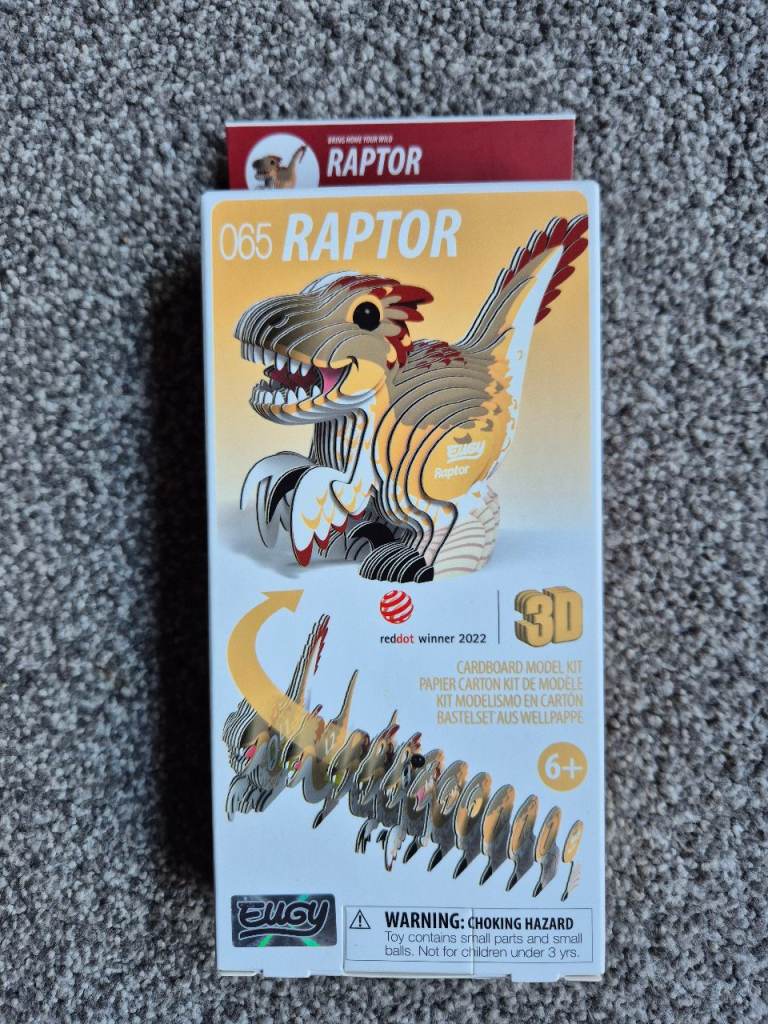 BRING HOME YOUR WILD
RAPTOR
065 RAPTOR
EUGY
Raptor
reddot winner 2022
3D
CARDBOARD MODEL KIT
PAPIER CARTON KIT DE MODÈLE
KIT MODELISMO EN CARTÓN
BASTELSET AUS WELLPAPPE
6+
EUGY
WARNING: CHOKING HAZARD
Toy contains small parts and small
balls. Not for children under 3 yrs.